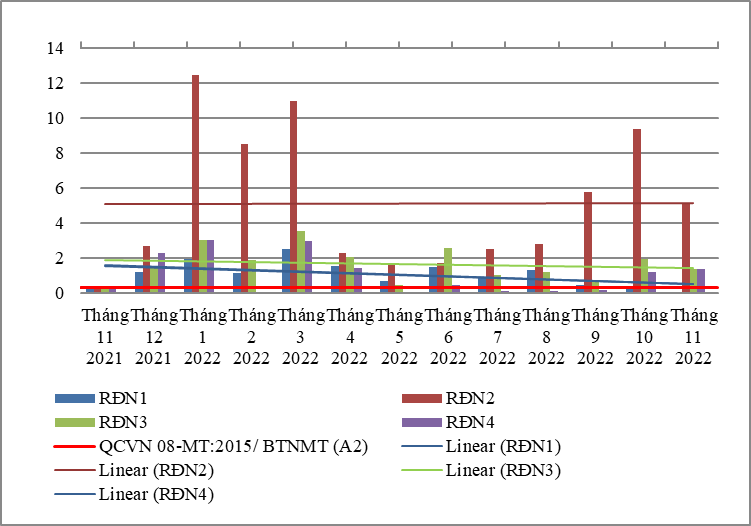 14
12
10
8
6
4
2
0
Tháng Tháng Tháng Tháng Tháng Tháng Tháng Tháng Tháng Tháng Tháng Tháng Tháng
11 12 1 2 3 4 5 6 7 8 9 10 11
2021 2021 2022 2022 2022 2022 2022 2022 2022 2022 2022 2022 2022
RĐN1 RĐN2
RĐN3 RĐN4
QCVN 08-MT:2015/ BTNMT (A2) Linear (RĐN1)
Linear (RĐN2) Linear (RĐN3)
Linear (RĐN4)